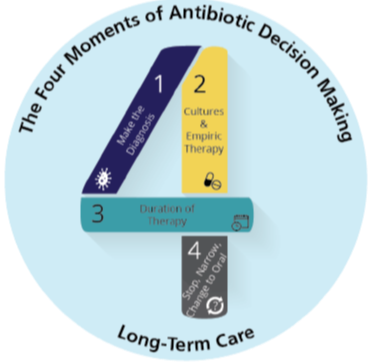 The Four Moments of Antibiotic Decision Making
1
Make the
Diagnosis
2
Cultures
&
Empiric
Therapy
3
Duration of
Therapy
4
Stop, Narrow,
Change to Oral
Long-Term Care